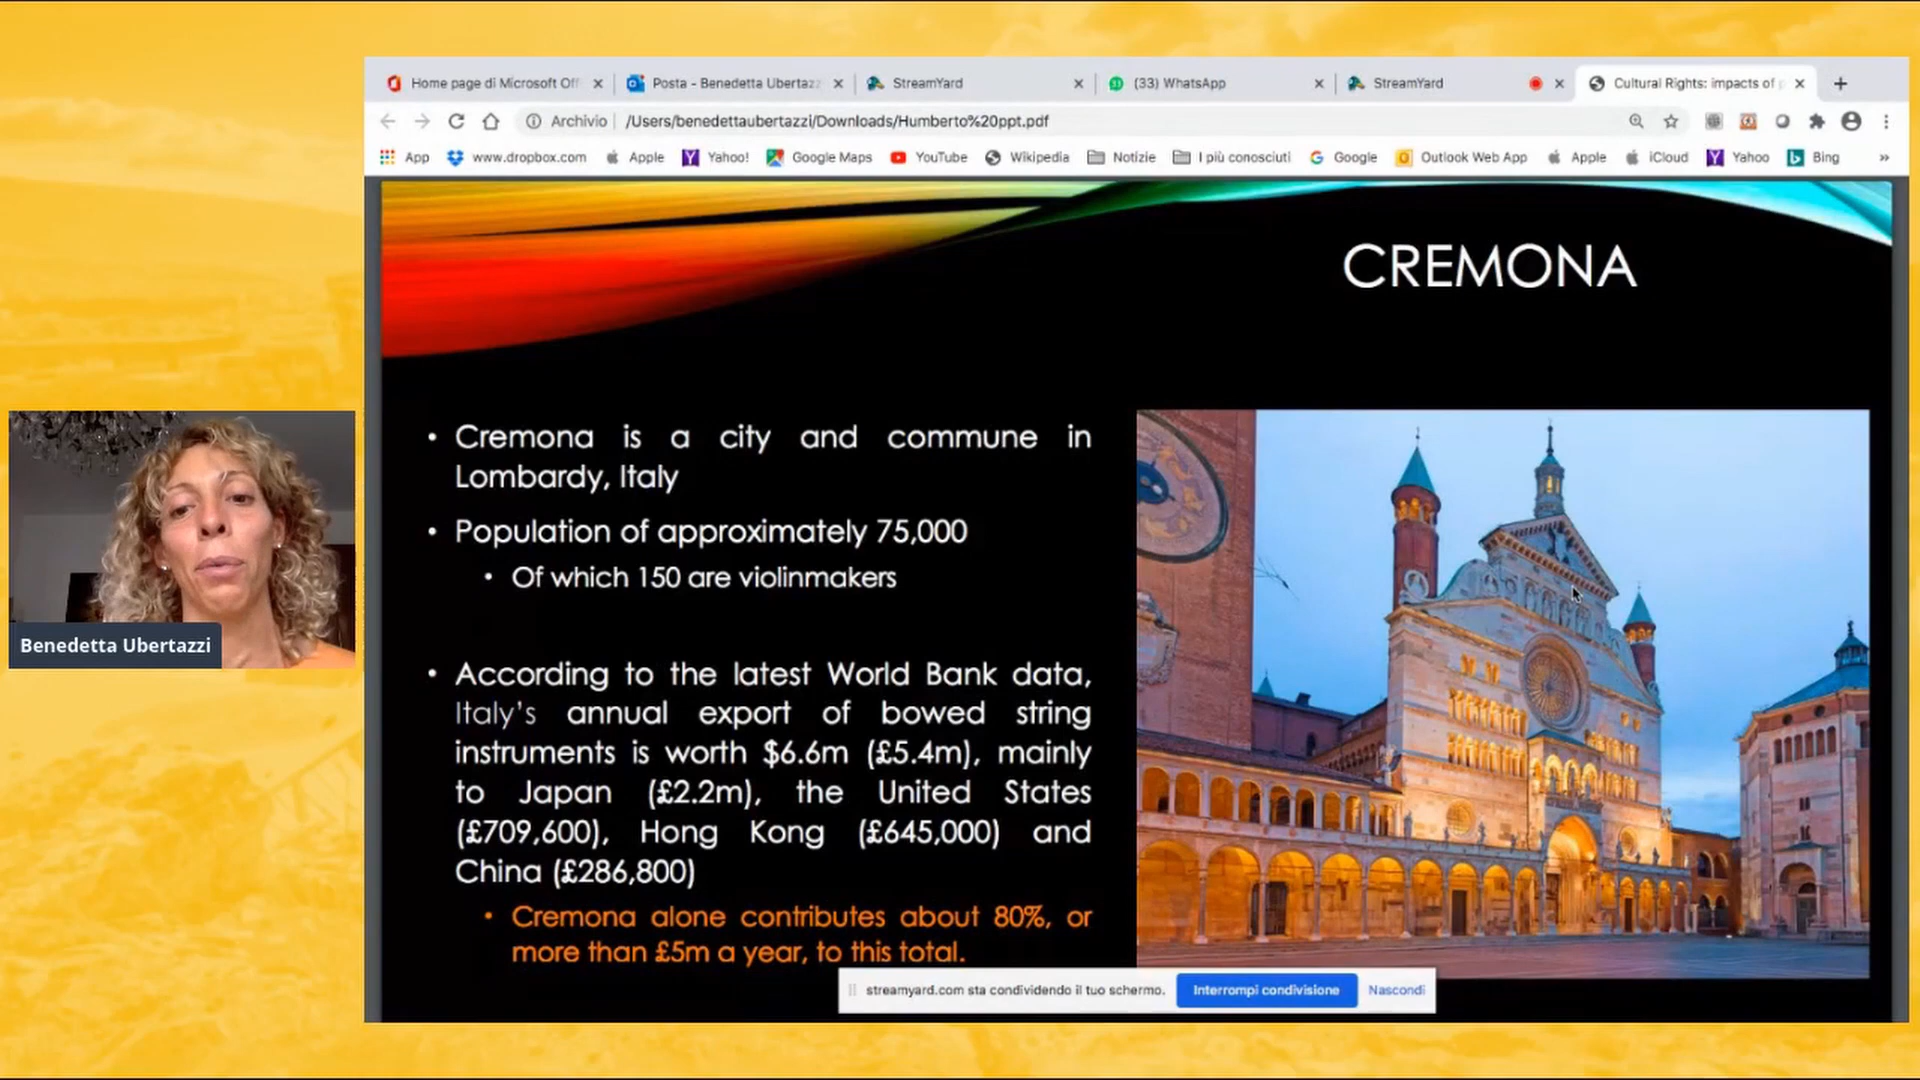 Home page di Microsoft Off
Posta - Benedetta Ubertazz
StreamYard
(33) WhatsApp
StreamYard
Cultural Rights: impacts of p
Archivio
/Users/benedettaubertazzi/Downloads/Humberto%20ppt.pdf
App
www.dropbox.com
Apple
Yahoo!
Google Maps
YouTube
Wikipedia
Notizie
I più conosciuti
Google
Outlook Web App
Apple
iCloud
Yahoo
Bing
CREMONA
• Cremona is a city and commune in
Lombardy, Italy
• Population of approximately 75,000
• Of which 150 are violinmakers
• According to the latest World Bank data,
Italy's annual export of bowed string
instruments is worth $6.6m (£5.4m), mainly
to Japan (£2.2m), the United States
(£709,600), Hong Kong (£645,000) and
China (£286,800)
• Cremona alone contributes about 80%, or
more than £5m a year, to this total.
Benedetta Ubertazzi
streamyard.com sta condividendo il tuo schermo.
Interrompi condivisione
Nascondi